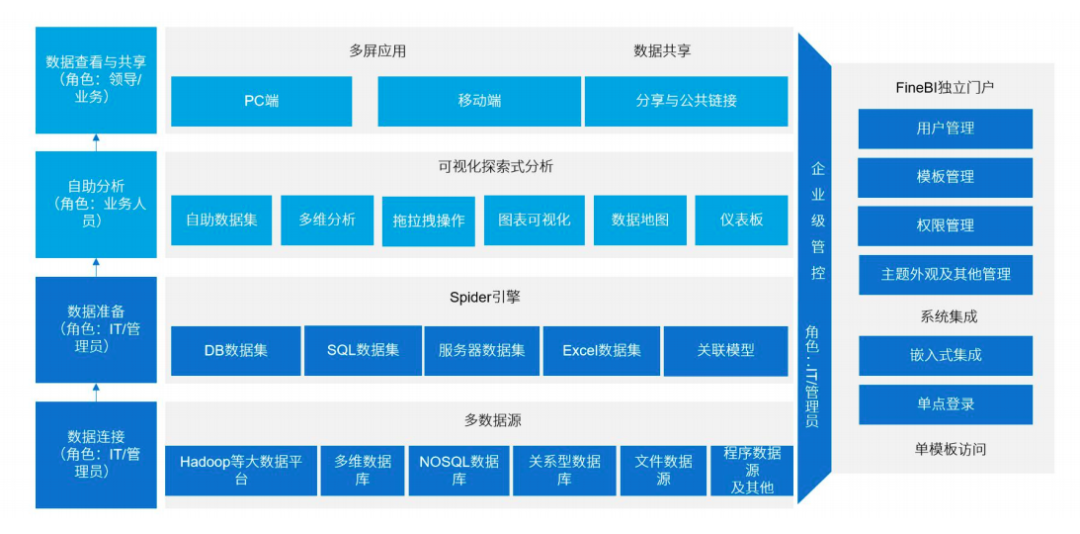 数据查看与共享
（角色：领导/
业务）
多屏应用
数据共享
PC端
移动端
分享与公共链接
自助分析
（角色：业务人
员）
可视化探索式分析
自助数据集
多维分析
拖拉拽操作
图表可视化
数据地图
仪表板
数据准备
（角色：IT/管
理员）
Spider引擎
DB数据集
SQL数据集
服务器数据集
Excel数据集
关联模型
数据连接
（角色：IT/管
理员）
多数据源
Hadoop等大数据平
台
多维数据
库
NOSQL数据
库
关系型数据
库
文件数据
源
程序数据
源
及其他
企业级管控
角色：IT/管理员
FineBI独立门户
用户管理
模板管理
权限管理
主题外观及其他管理
系统集成
嵌入式集成
单点登录
单模板访问